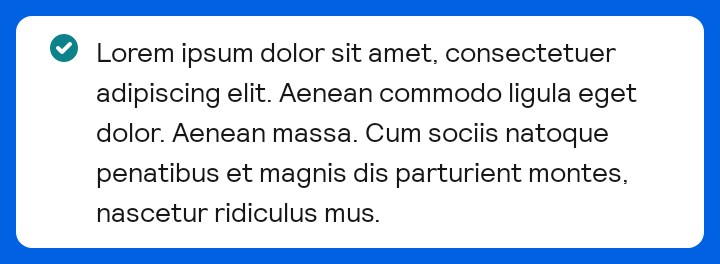 Lorem ipsum dolor sit amet, consectetuer
adipiscing elit. Aenean commodo ligula eget
dolor. Aenean massa. Cum sociis natoque
penatibus et magnis dis parturient montes,
nascetur ridiculus mus.